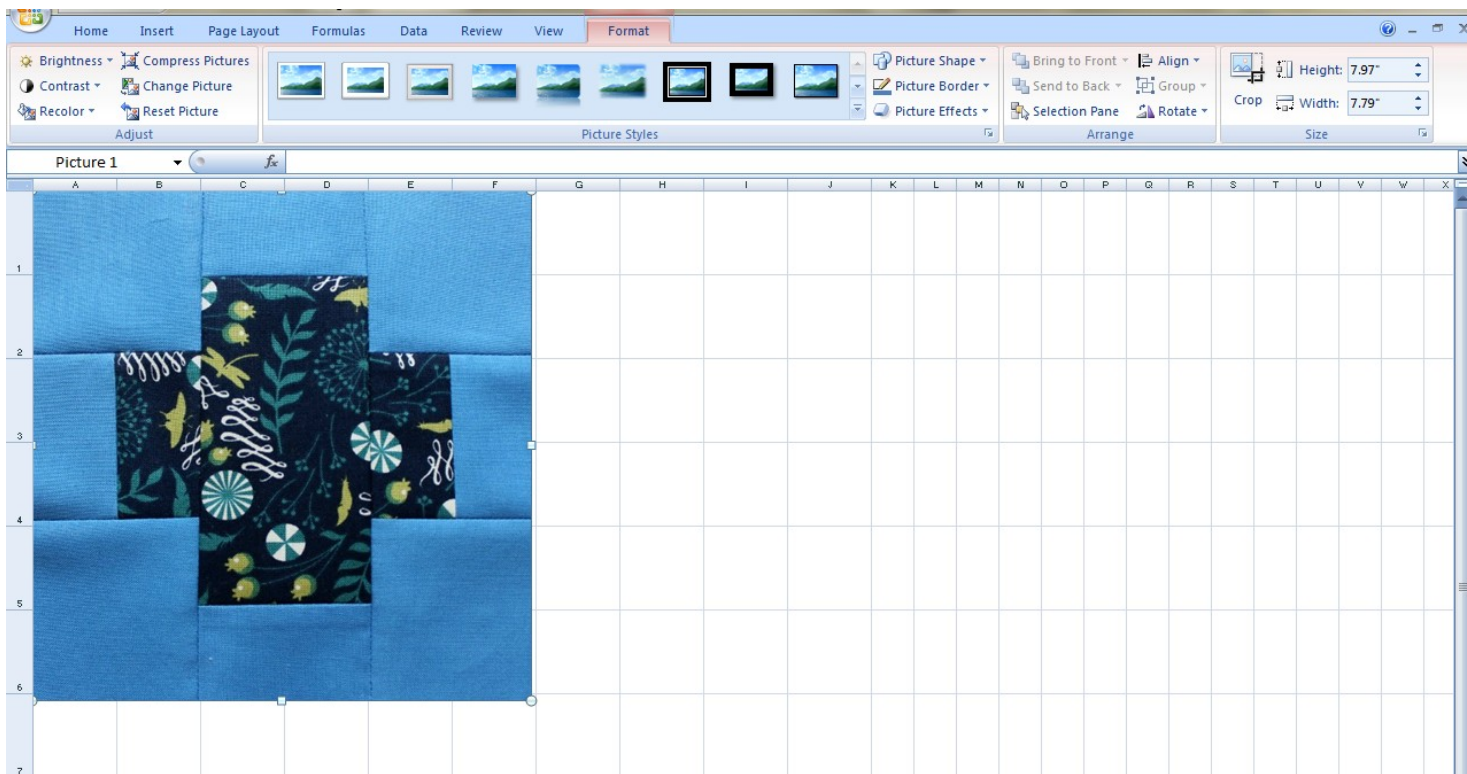 Home Insert Page Layout Formulas Data Review View Format
Brightness Compress Pictures Picture Shape Bring to Front Align Height: 7.97"
Contrast Change Picture Picture Border Send to Back Group Crop Width: 7.79"
Recolor Reset Picture Picture Effects Selection Pane Rotate
Adjust Picture Styles Arrange Size
Picture 1 fx
A B C D E F G H I J K L M N O P Q R S T U V W X
1
2
3
4
5
6
7